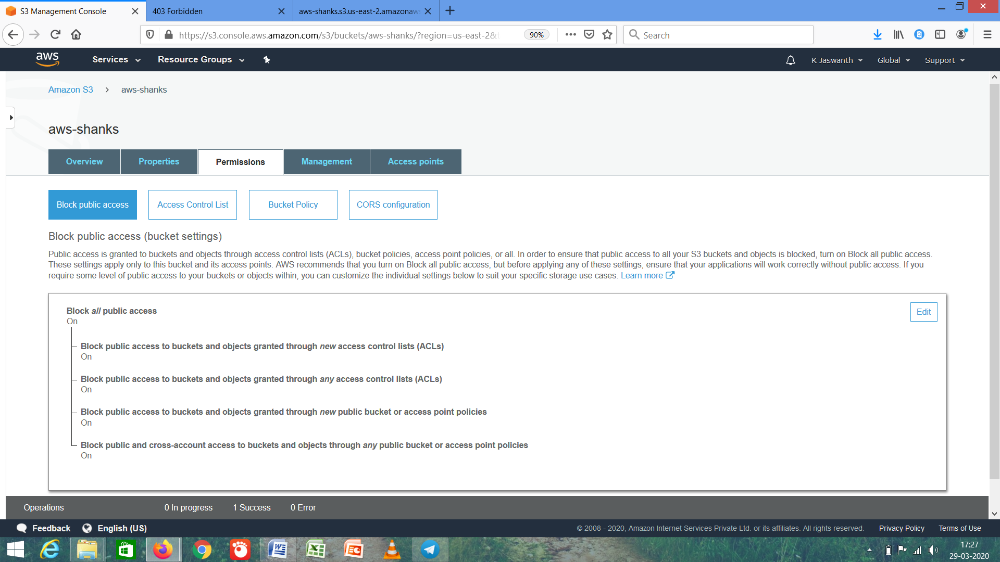 S3 Management Console
403 Forbidden
aws-shanks.s3.us-east-2.amazonaws
https://s3.console.aws.amazon.com/s3/buckets/aws-shanks/?region=us-east-2&t
90%
Search
aws
Services
Resource Groups
K Jaswanth
Global
Support
Amazon S3 > aws-shanks
aws-shanks
Overview
Properties
Permissions
Management
Access points
Block public access
Access Control List
Bucket Policy
CORS configuration
Block public access (bucket settings)
Public access is granted to buckets and objects through access control lists (ACLs), bucket policies, access point policies, or all. In order to ensure that public access to all your S3 buckets and objects is blocked, turn on Block all public access.
These settings apply only to this bucket and its access points. AWS recommends that you turn on Block all public access, but before applying any of these settings, ensure that your applications will work correctly without public access. If you
require some level of public access to your buckets or objects within, you can customize the individual settings below to suit your specific storage use cases. Learn more
Block all public access
On
Edit
Block public access to buckets and objects granted through new access control lists (ACLs)
On
Block public access to buckets and objects granted through any access control lists (ACLs)
On
Block public access to buckets and objects granted through new public bucket or access point policies
On
Block public and cross-account access to buckets and objects through any public bucket or access point policies
On
Operations
0 In progress
1 Success
0 Error
Feedback
English (US)
© 2008 - 2020, Amazon Internet Services Private Ltd. or its affiliates. All rights reserved.
Privacy Policy
Terms of Use
17:27
29-03-2020